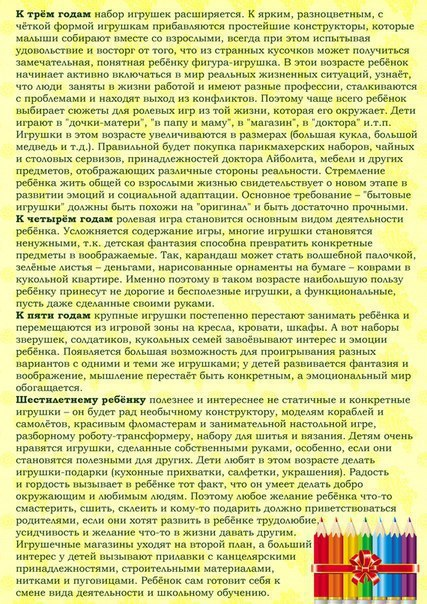 К трём годам набор игрушек расширяется. К ярким, разноцветным, с
чёткой формой игрушкам прибавляются простейшие конструкторы, которые
малыши собирают вместе со взрослыми, всегда при этом испытывая
удовольствие и восторг от того, что из странных кусочков может получиться
замечательная, понятная ребёнку фигура-игрушка. В этои возрасте ребёнок
начинает активно включаться в мир реальных жизненных ситуаций, узнаёт,
что люди заняты в жизни работой и имеют разные профессии, сталкиваются
с проблемами и находят выход из конфликтов. Поэтому чаще всего ребёнок
выбирает сюжеты для ролевых игр из той жизни, которая его окружает. Дети
играют в "дочки-матери", "в папу и маму", в "магазин", в "доктора" и.т.п.
Игрушки в этом возрасте увеличиваются в размерах (большая кукла, большой
медведь и т.д.). Правильной будет покупка парикмахерских наборов, чайных
и столовых сервизов, принадлежностей доктора Айболита, мебели и других
предметов, отображающих различные стороны реальности. Стремление
ребёнка жить общей со взрослыми жизнью свидетельствует о новом этапе в
развитии эмоций и социальной адаптации. Основное требование – "бытовые
игрушки" должны быть похожи на "оригинал" и быть достаточно прочными.
К четырём годам ролевая игра становится основным видом деятельности
ребёнка. Усложняется содержание игры, многие игрушки становятся
ненужными, т.к. детская фантазия способна превратить конкретные
предметы в воображаемые. Так, карандаш может стать волшебной палочкой,
зелёные листья – деньгами, нарисованные орнаменты на бумаге – коврами в
кукольной квартире. Именно поэтому в таком возрасте наибольшую пользу
ребёнку принесут не дорогие и бесполезные игрушки, а функциональные,
пусть даже сделанные своими руками.
К пяти годам крупные игрушки постепенно перестают занимать ребёнка и
перемещаются из игровой зоны на кресла, кровати, шкафы. А вот наборы
зверушек, солдатиков, кукольных семей завоёвывают интерес и эмоции
ребёнка. Появляется большая возможность для проигрывания разных
вариантов с одними и теми же игрушками; у детей развивается фантазия и
воображение, мышление перестаёт быть конкретным, а эмоциональный мир
обогащается.
Шестилетнему ребёнку полезнее и интереснее не статичные и конкретные
игрушки – он будет рад необычному конструктору, моделям кораблей и
самолётов, красивым фломастерам и занимательной настольной игре,
разборному роботу-трансформеру, набору для шитья и вязания. Детям очень
нравятся игрушки, сделанные собственными руками, особенно, если они
становятся полезными для других. Дети любят в этом возрасте делать
игрушки-подарки (кухонные прихватки, салфетки, украшения). Радость
и гордость вызывает в ребёнке тот факт, что он умеет делать добро
окружающим и любимым людям. Поэтому любое желание ребёнка что-то
смастерить, сшить, склеить и кому-то подарить должно приветствоваться
родителями, если они хотят развить в ребёнке трудолюбие,
усидчивость и желание что-то в жизни давать другим.
Игрушечные магазины уходят на второй план, а больший
интерес у детей вызывают прилавки с канцелярскими
принадлежностями, строительными материалами,
нитками и пуговицами. Ребёнок сам готовит себя к
смене вида деятельности и школьному обучению.